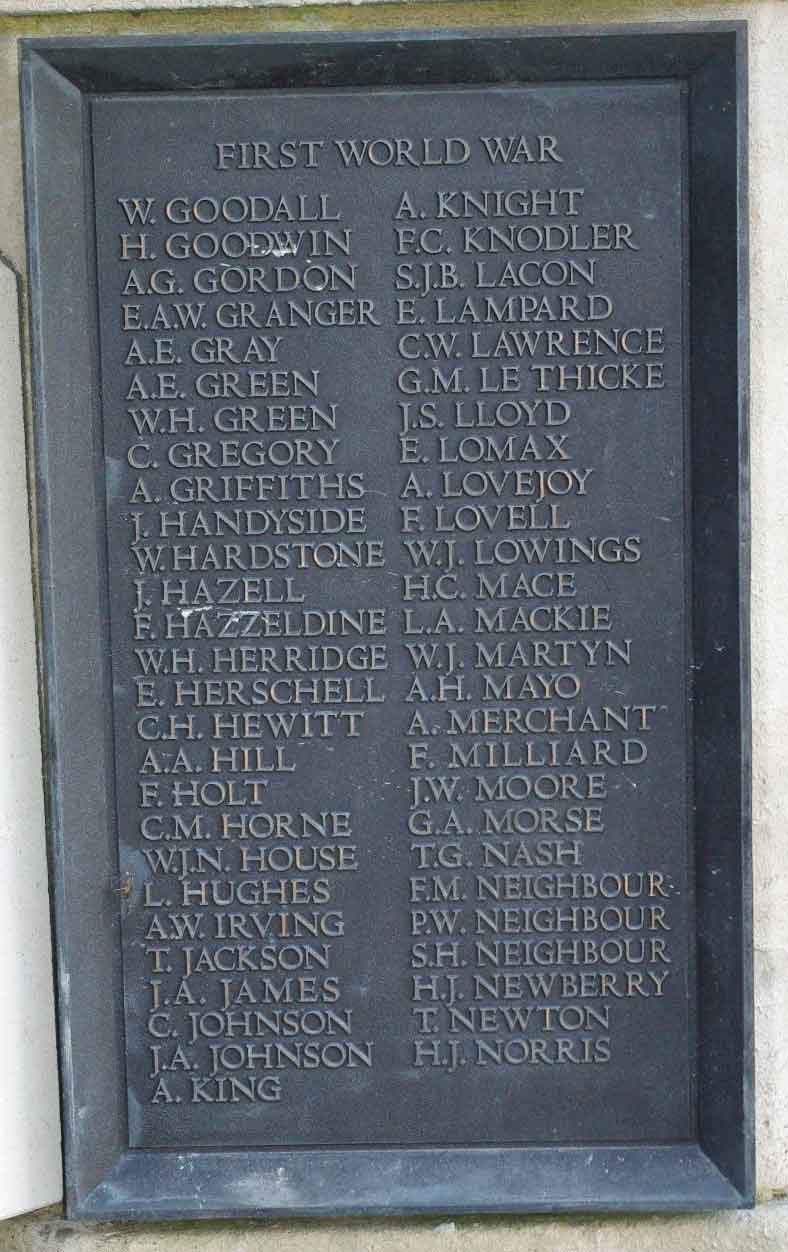 FIRST WORLD WAR
W. GOODALL
H. GOODWIN
A.G. GORDON
E.A.W. GRANGER
A.E. GRAY
A.E. GREEN
W.H. GREEN
C. GREGORY
A. GRIFFITHS
J. HANDYSIDE
W. HARDSTONE
J. HAZELL
F. HAZZELDINE
W.H. HERRIDGE
E. HERSCHELL
C.H. HEWITT
A.A. HILL
F. HOLT
C.M. HORNE
W.J.N. HOUSE
L. HUGHES
A.W. IRVING
T. JACKSON
J.A. JAMES
C. JOHNSON
J.A. JOHNSON
A. KING
A. KNIGHT
F.C. KNODLER
S.J.B. LACON
E. LAMPARD
C.W. LAWRENCE
G.M. LE THICKE
J.S. LLOYD
E. LOMAX
A. LOVEJOY
F. LOVELL
W.J. LOWINGS
H.C. MACE
L.A. MACKIE
W.J. MARTYN
A.H. MAYO
A. MERCHANT
F. MILLIARD
J.W. MOORE
G.A. MORSE
T.G. NASH
F.M. NEIGHBOUR
P.W. NEIGHBOUR
S.H. NEIGHBOUR
H.J. NEWBERRY
T. NEWTON
H.J. NORRIS